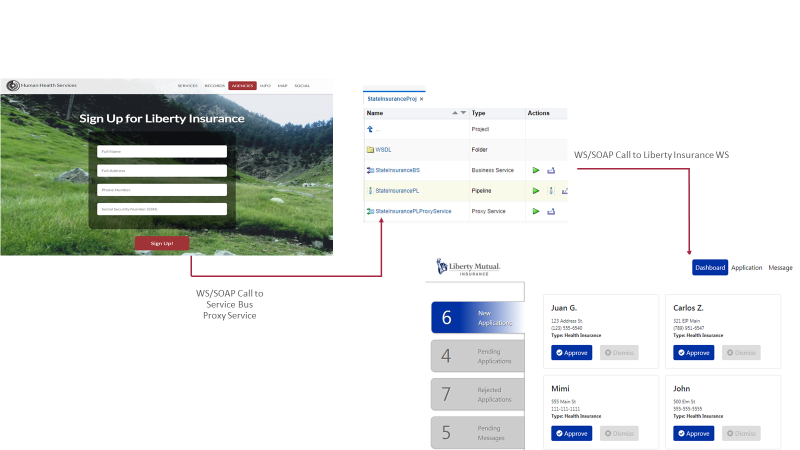 Human Health Services
SERVICES RECORDS AGENCIES INFO MAP SOCIAL
Sign Up for Liberty Insurance
Full Name
Full Address
Phone Number
Social Security Number (SSN)
Sign Up!
WS/SOAP Call to
Service Bus
Proxy Service
StateInsuranceProj ×
Name Type Actions
... Project
WSDL Folder
StateInsuranceBS Business Service
StateInsurancePL Pipeline
StateInsurancePLProxyService Proxy Service
WS/SOAP Call to Liberty Insurance WS
Liberty Mutual.
INSURANCE
Dashboard Application Message
6 New
Applications
4 Pending
Applications
7 Rejected
Applications
5 Pending
Messages
Juan G.
123 Address St.
(123) 555-6540
Type: Health Insurance
Approve Dismiss
Carlos Z.
321 EIP Main
(789) 951-6547
Type: Health Insurance
Approve Dismiss
Mimi
555 Main St
111-111-1111
Type: Health Insurance
Approve Dismiss
John
500 Elm St
555-555-5555
Type: Health Insurance
Approve Dismiss